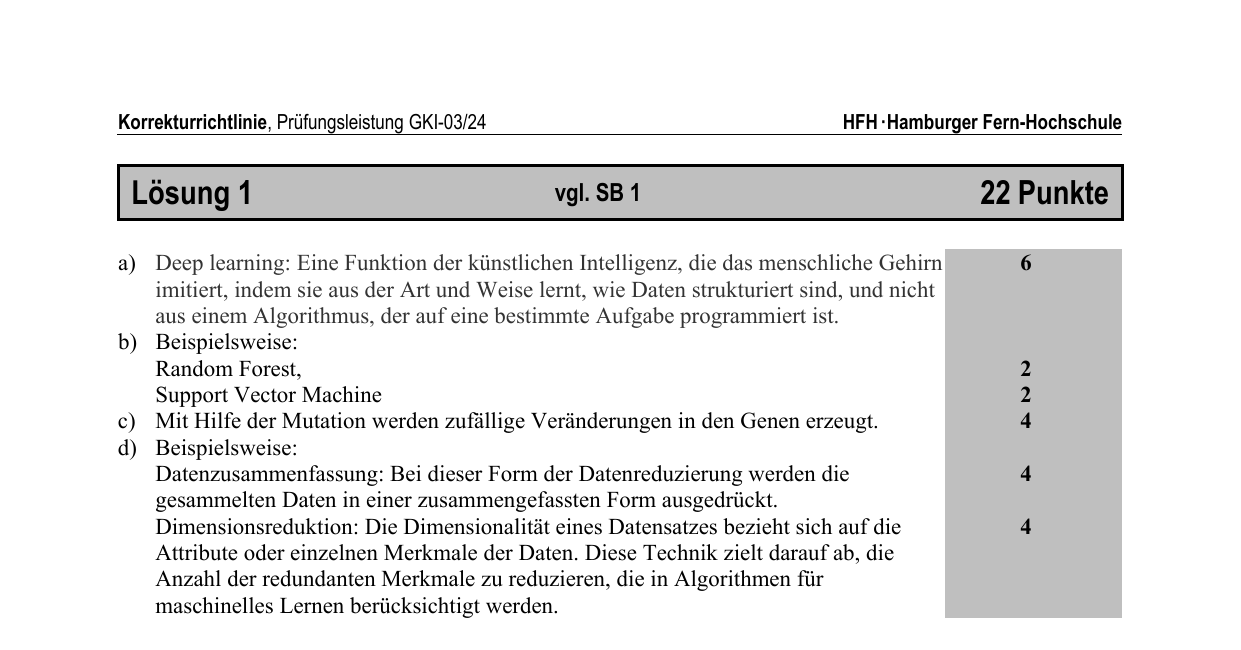 Korrekturrichtlinie, Prüfungsleistung GKI-03/24 HFH·Hamburger Fern-Hochschule
Lösung 1 vgl. SB 1 22 Punkte
a) Deep learning: Eine Funktion der künstlichen Intelligenz, die das menschliche Gehirn 6
imitiert, indem sie aus der Art und Weise lernt, wie Daten strukturiert sind, und nicht
aus einem Algorithmus, der auf eine bestimmte Aufgabe programmiert ist.
b) Beispielsweise:
Random Forest, 2
Support Vector Machine 2
c) Mit Hilfe der Mutation werden zufällige Veränderungen in den Genen erzeugt. 4
d) Beispielsweise:
Datenzusammenfassung: Bei dieser Form der Datenreduzierung werden die 4
gesammelten Daten in einer zusammengefassten Form ausgedrückt.
Dimensionsreduktion: Die Dimensionalität eines Datensatzes bezieht sich auf die 4
Attribute oder einzelnen Merkmale der Daten. Diese Technik zielt darauf ab, die
Anzahl der redundanten Merkmale zu reduzieren, die in Algorithmen für
maschinelles Lernen berücksichtigt werden.